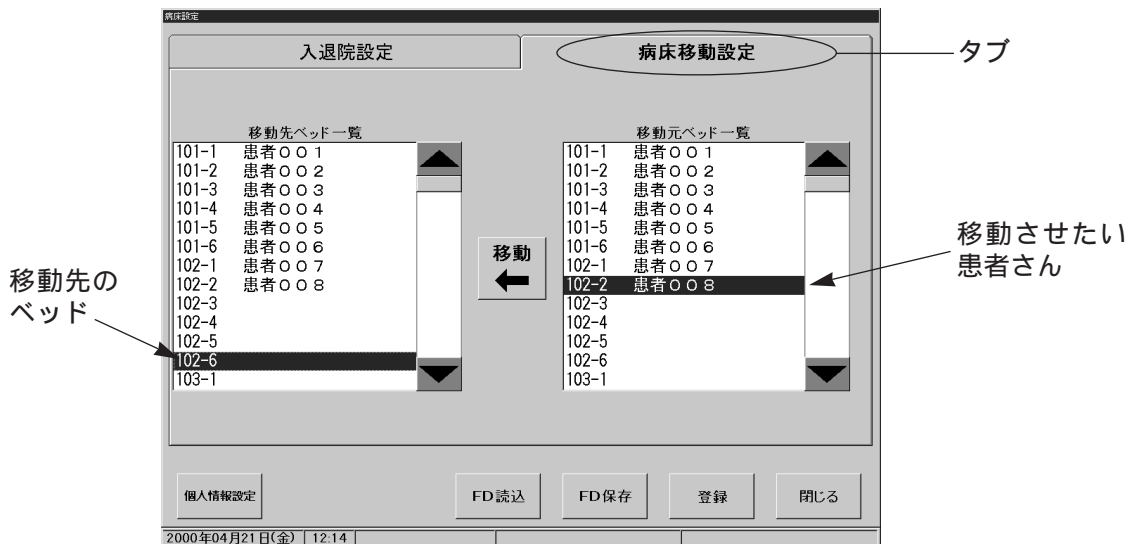 病床設定
入退院設定
病床移動設定
タブ
移動先ベッド一覧
101-1 患者００１
101-2 患者００２
101-3 患者００３
101-4 患者００４
101-5 患者００５
101-6 患者００６
102-1 患者００７
102-2 患者００８
102-3
102-4
102-5
102-6
103-1
移動
移動元ベッド一覧
101-1 患者００１
101-2 患者００２
101-3 患者００３
101-4 患者００４
101-5 患者００５
101-6 患者００６
102-1 患者００７
102-2 患者００８
102-3
102-4
102-5
102-6
103-1
移動先の
ベッド
移動させたい
患者さん
個人情報設定
FD読込
FD保存
登録
閉じる
2000年04月21日(金) 12:14